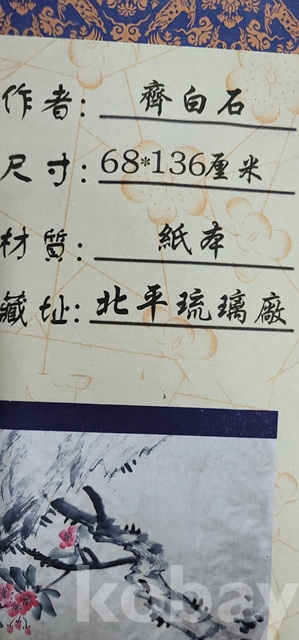 作者: 齊白石
尺寸: 68*136厘米
材質: 紙本
藏址: 北平琉璃廠
kobay